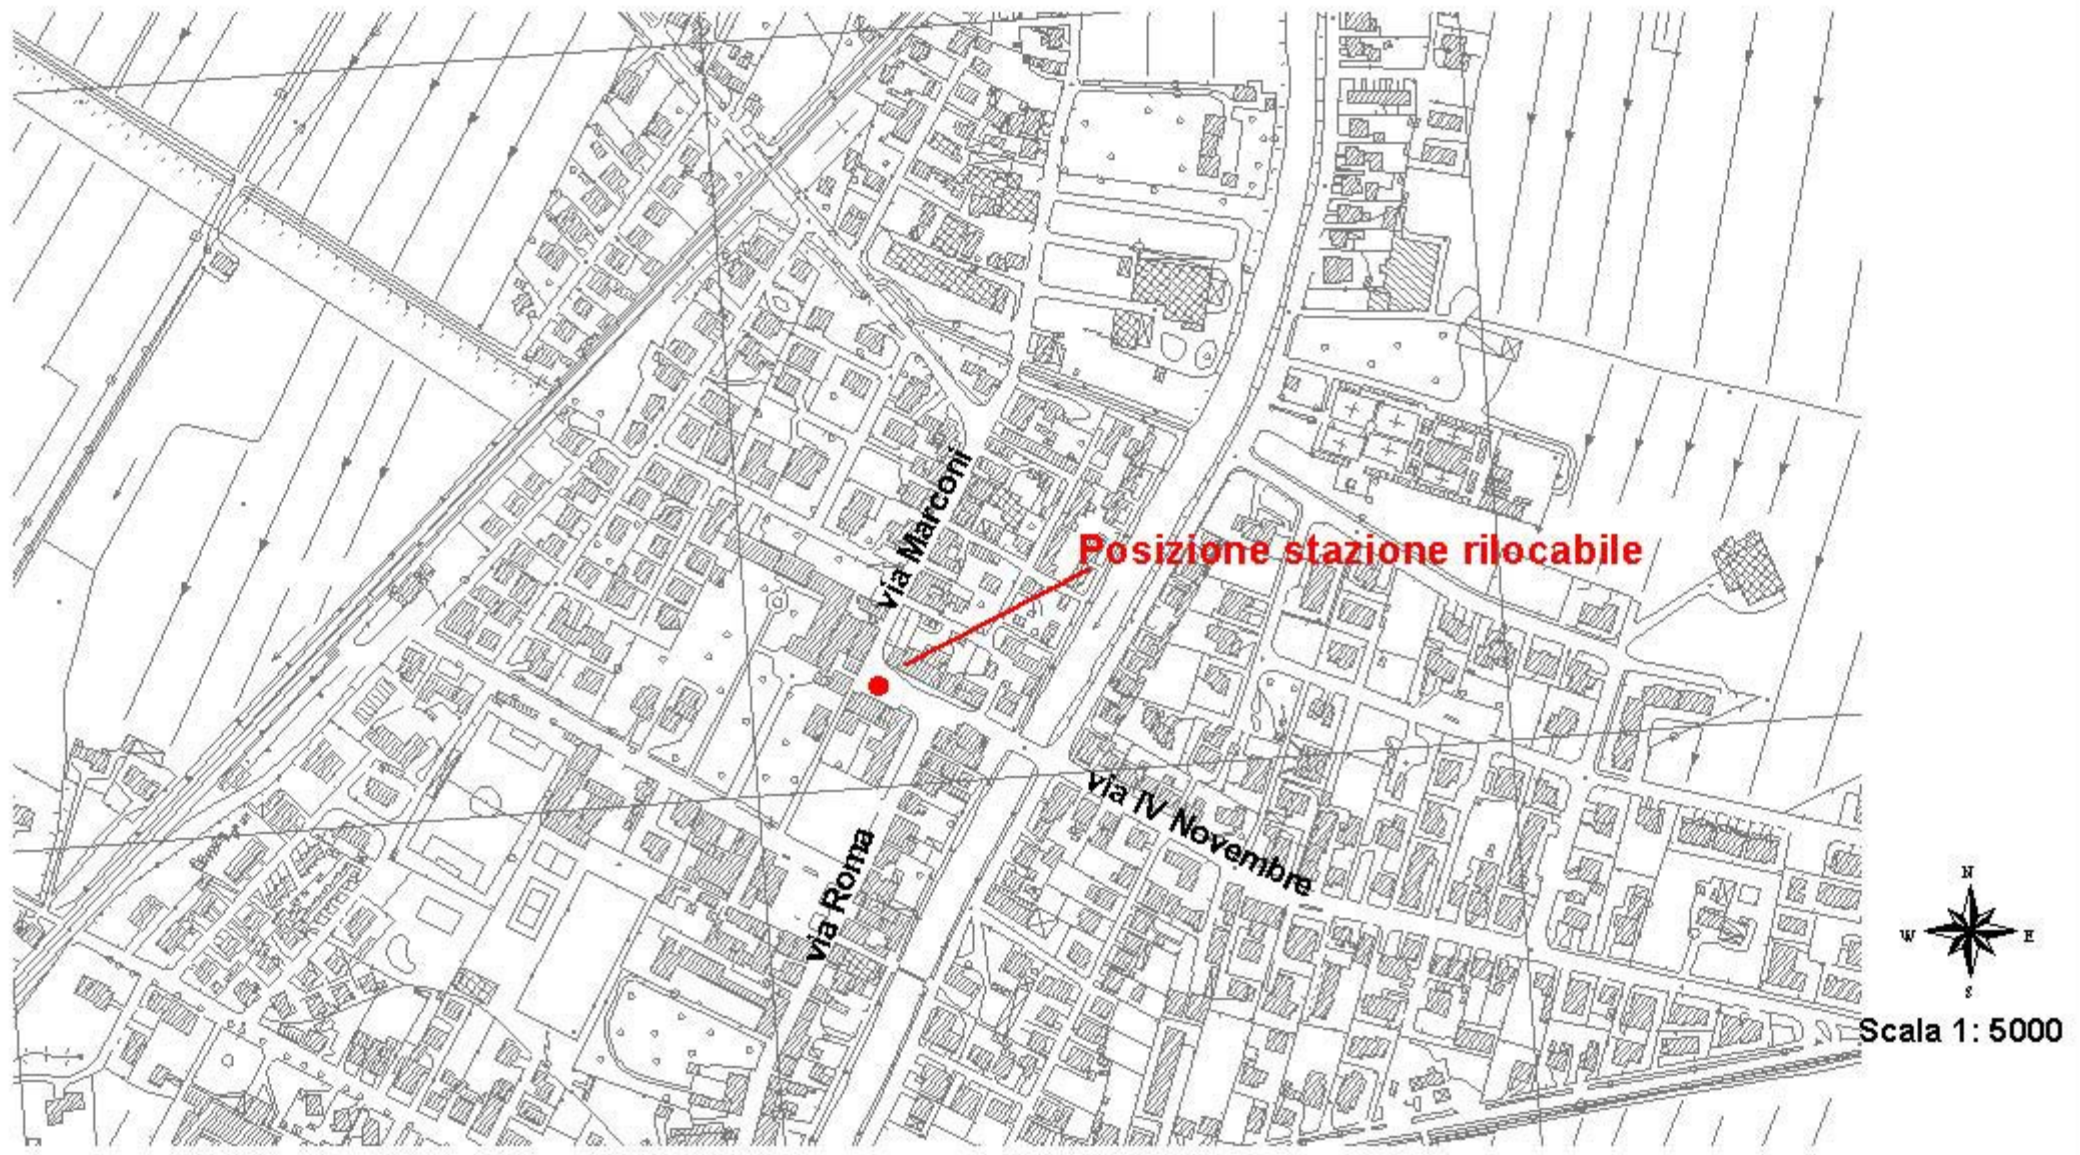 via Marconi
Posizione stazione rilocabile
via IV Novembre
via Roma
N
W E
S
Scala 1: 5000